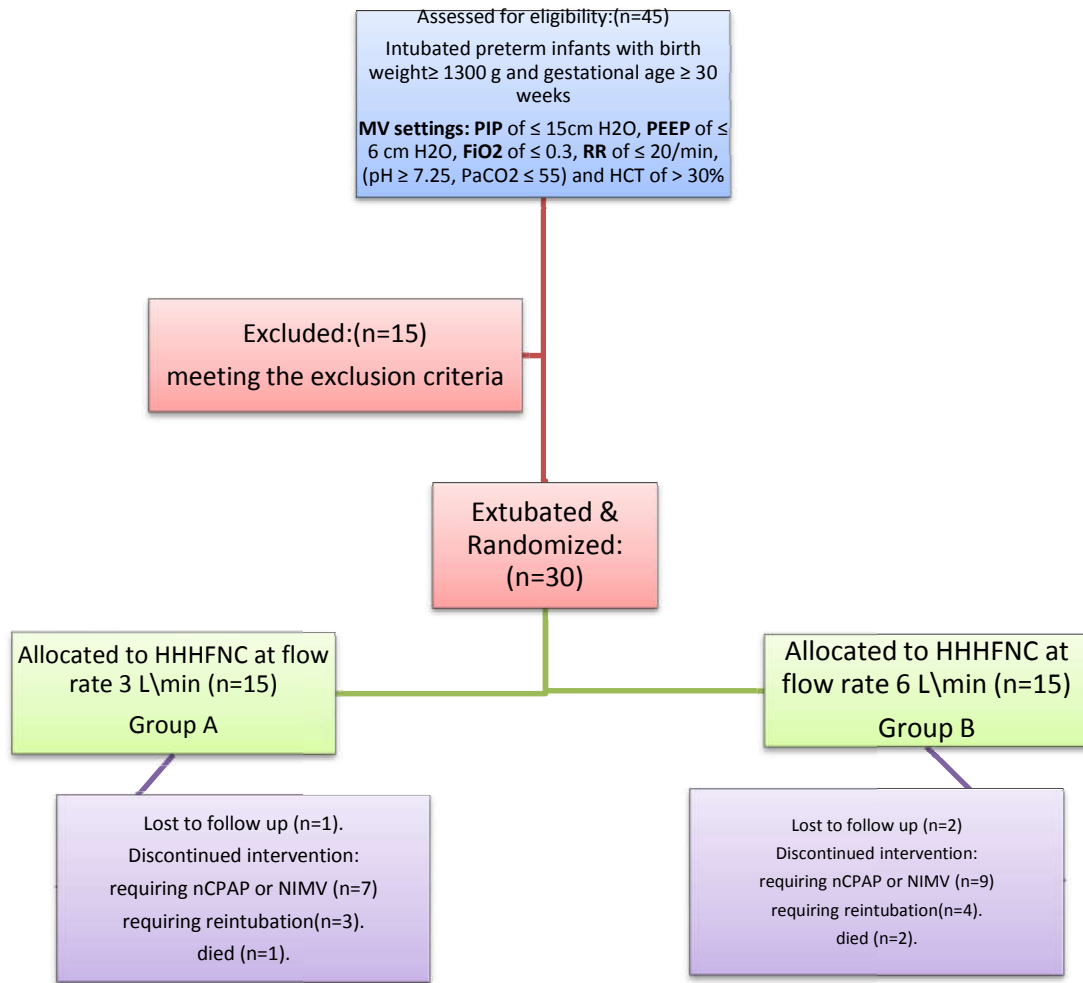 Assessed for eligibility:(n=45)
Intubated preterm infants with birth
weight≥ 1300 g and gestational age ≥ 30
weeks
MV settings: PIP of ≤ 15cm H2O, PEEP of ≤
6 cm H2O, FiO2 of ≤ 0.3, RR of ≤ 20/min,
(pH ≥ 7.25, PaCO2 ≤ 55) and HCT of > 30%
Excluded:(n=15)
meeting the exclusion criteria
Extubated &
Randomized:
(n=30)
Allocated to HHHFNC at flow
rate 3 L\min (n=15)
Group A
Allocated to HHHFNC at
flow rate 6 L\min (n=15)
Group B
Lost to follow up (n=1).
Discontinued intervention:
requiring nCPAP or NIMV (n=7)
requiring reintubation(n=3).
died (n=1).
Lost to follow up (n=2)
Discontinued intervention:
requiring nCPAP or NIMV (n=9)
requiring reintubation(n=4).
died (n=2).